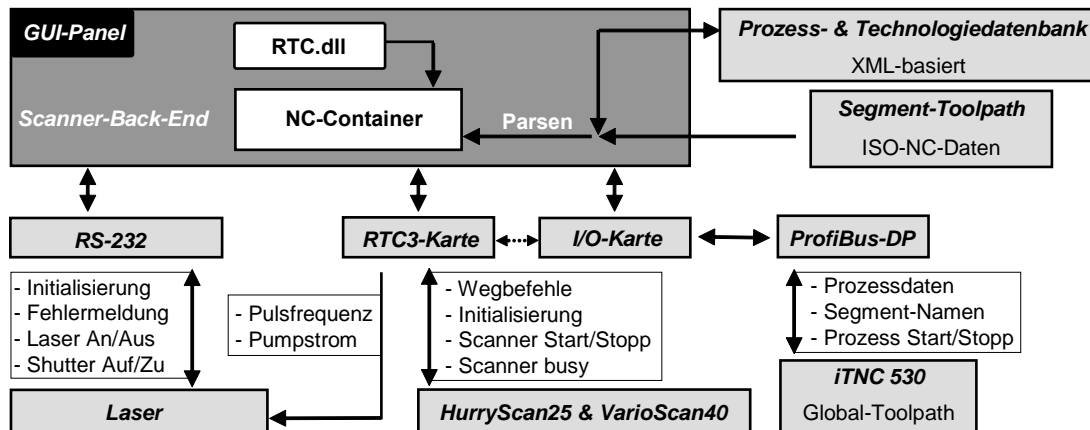 GUI-Panel
RTC.dll
Prozess- & Technologiedatenbank
XML-basiert
Scanner-Back-End
NC-Container
Parsen
Segment-Toolpath
ISO-NC-Daten
RS-232
RTC3-Karte
I/O-Karte
ProfiBus-DP
- Initialisierung
- Fehlermeldung
- Laser An/Aus
- Shutter Auf/Zu
- Pulsfrequenz
- Pumpstrom
- Wegbefehle
- Initialisierung
- Scanner Start/Stopp
- Scanner busy
- Prozessdaten
- Segment-Namen
- Prozess Start/Stopp
Laser
HurryScan25 & VarioScan40
iTNC 530
Global-Toolpath